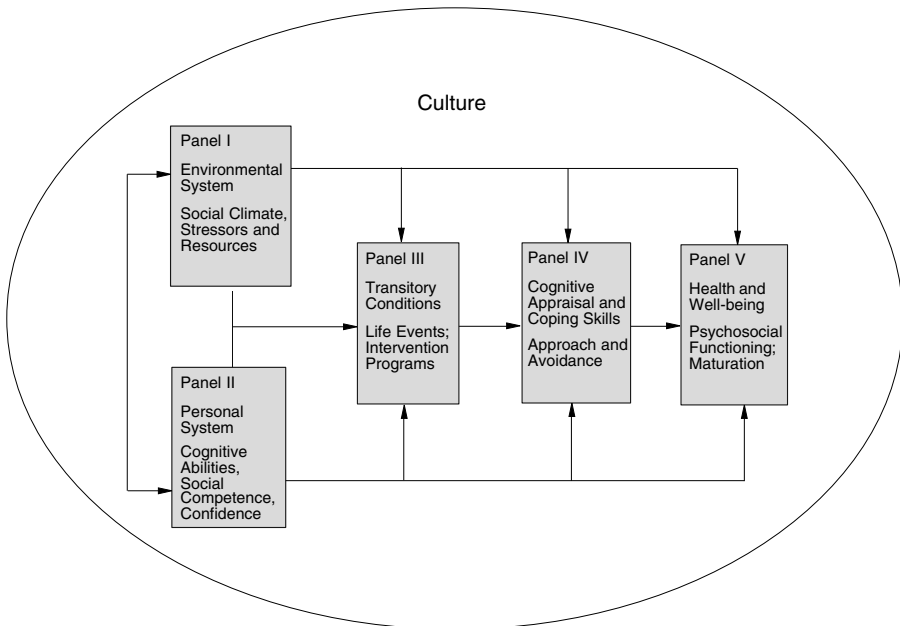 Culture
Panel I
Environmental
System
Social Climate,
Stressors and
Resources
Panel II
Personal
System
Cognitive
Abilities,
Social
Competence,
Confidence
Panel III
Transitory
Conditions
Life Events;
Intervention
Programs
Panel IV
Cognitive
Appraisal and
Coping Skills
Approach and
Avoidance
Panel V
Health and
Well-being
Psychosocial
Functioning;
Maturation